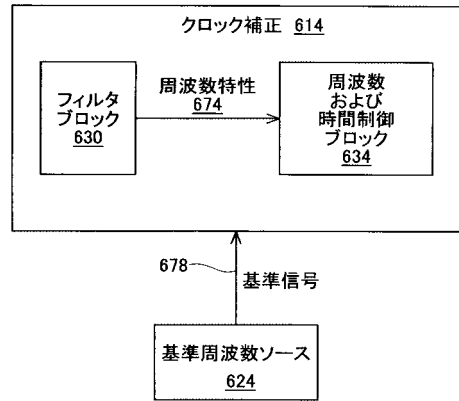 クロック補正 614
フィルタ
ブロック
630
周波数特性
674
周波数
および
時間制御
ブロック
634
678
基準信号
基準周波数ソース
624